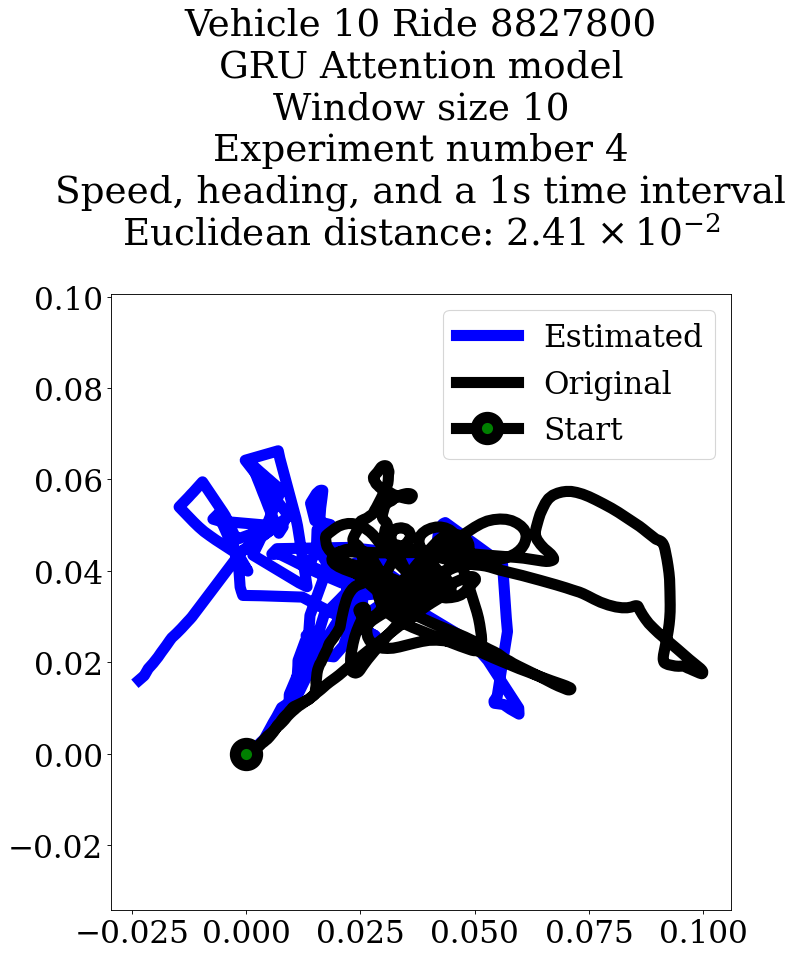 Vehicle 10 Ride 8827800
GRU Attention model
Window size 10
Experiment number 4
Speed, heading, and a 1s time interval
Euclidean distance: 2.41 × 10⁻²
Estimated
Original
Start
0.10
0.08
0.06
0.04
0.02
0.00
−0.02
−0.025 0.000 0.025 0.050 0.075 0.100